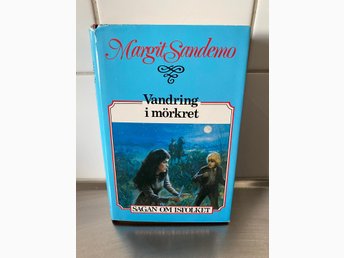 Margit Sandemo
Vandring
i mörkret
SAGAN OM ISFOLKET